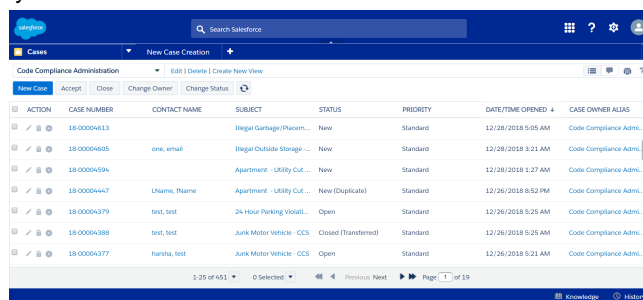 salesforce
Search Salesforce
Cases
New Case Creation
Code Compliance Administration
Edit | Delete | Create New View
New Case Accept Close Change Owner Change Status
ACTION CASE NUMBER CONTACT NAME SUBJECT STATUS PRIORITY DATE/TIME OPENED ↓ CASE OWNER ALIAS
18-00004613 Illegal Garbage/Placem... New Standard 12/28/2018 5:05 AM Code Compliance Admi...
18-00004605 one, email Illegal Outside Storage -... New Standard 12/28/2018 3:21 AM Code Compliance Admi...
18-00004594 Apartment - Utility Cut ... New Standard 12/28/2018 1:27 AM Code Compliance Admi...
18-00004447 LName, fName Apartment - Utility Cut ... New (Duplicate) Standard 12/26/2018 8:52 PM Code Compliance Admi...
18-00004379 test, test 24 Hour Parking Violati... Open Standard 12/26/2018 5:25 AM Code Compliance Admi...
18-00004388 test, test Junk Motor Vehicle - CCS Closed (Transferred) Standard 12/26/2018 5:25 AM Code Compliance Admi...
18-00004377 harsha, test Junk Motor Vehicle - CCS Open Standard 12/26/2018 5:21 AM Code Compliance Admi...
1-25 of 451 0 Selected Previous Next Page 1 of 19
Knowledge Histor